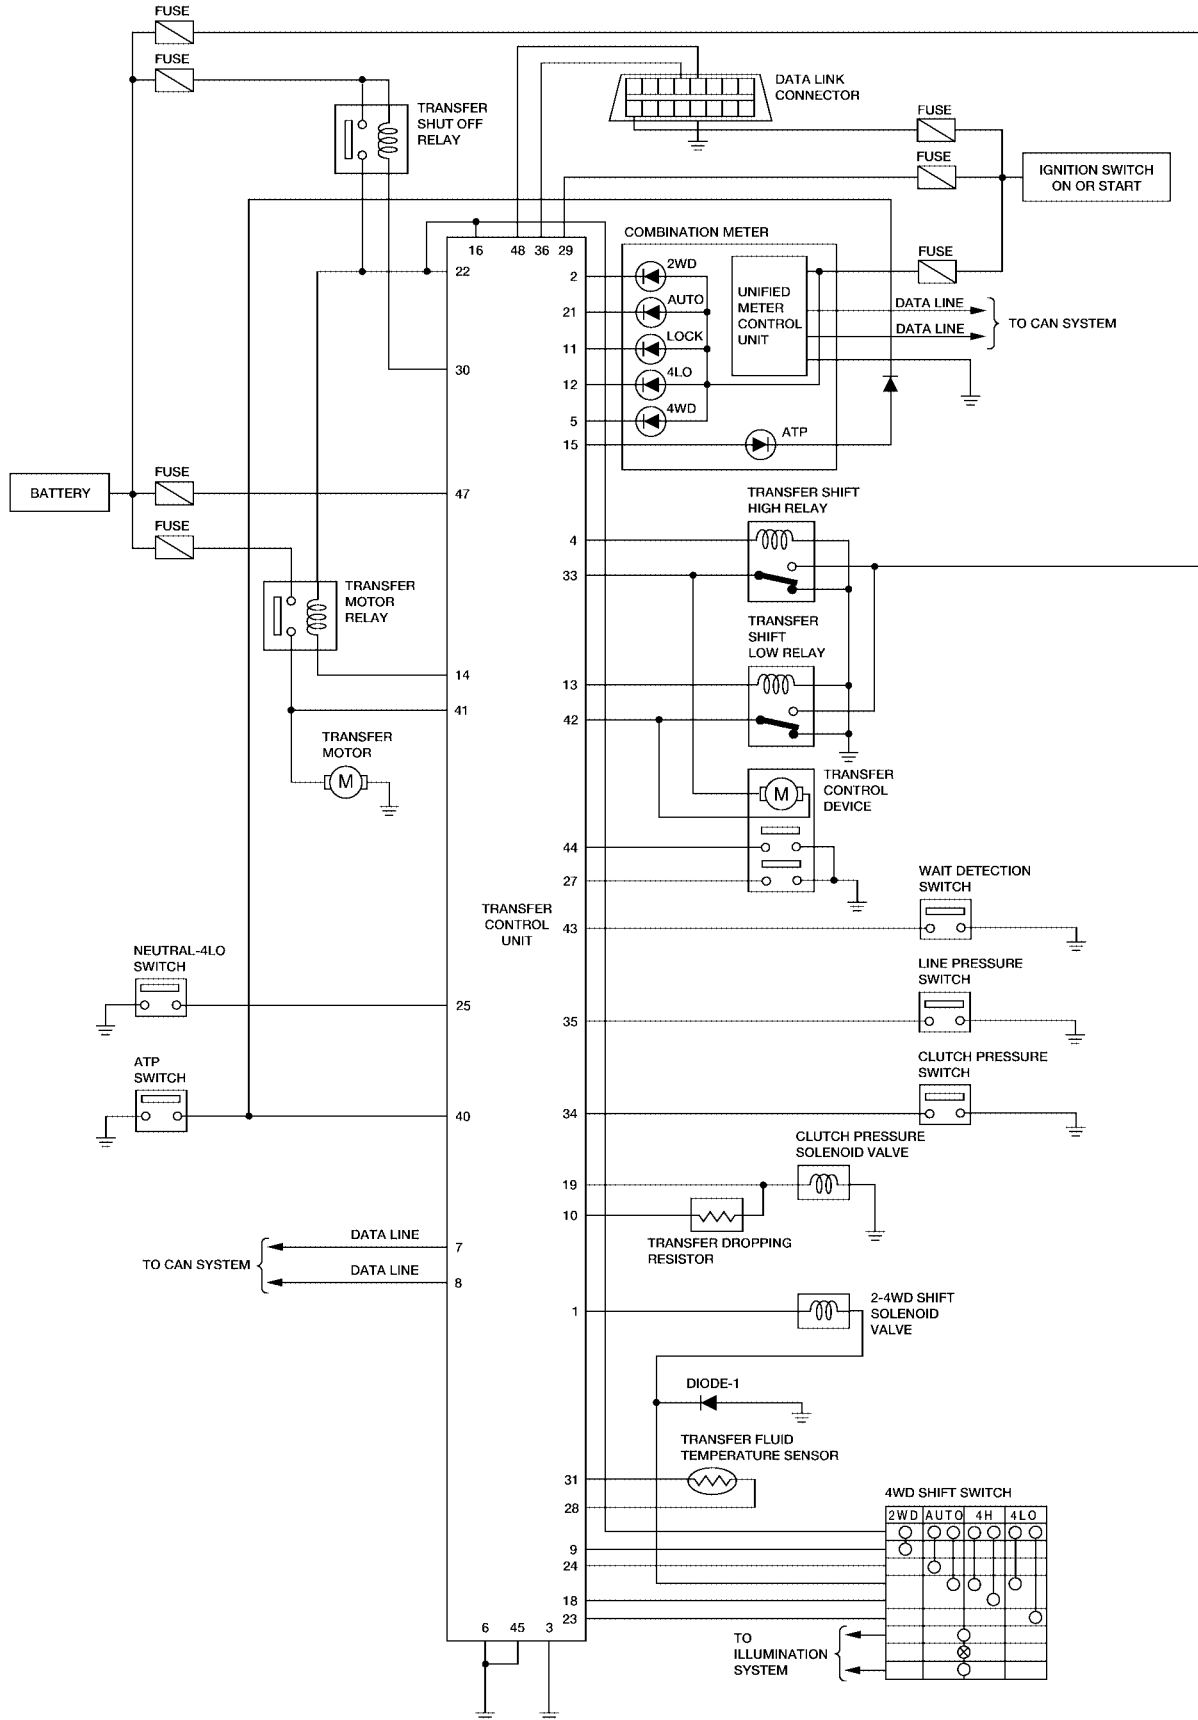 FUSE
FUSE
TRANSFER
SHUT OFF
RELAY
DATA LINK
CONNECTOR
FUSE
FUSE
IGNITION SWITCH
ON OR START
COMBINATION METER
16
48
36
29
22
2
2WD
UNIFIED
METER
CONTROL
UNIT
FUSE
21
AUTO
DATA LINE
DATA LINE
TO CAN SYSTEM
11
LOCK
30
12
4LO
5
4WD
15
ATP
BATTERY
FUSE
47
FUSE
TRANSFER SHIFT
HIGH RELAY
4
33
TRANSFER
MOTOR
RELAY
TRANSFER
SHIFT
LOW RELAY
14
13
41
42
TRANSFER
MOTOR
M
TRANSFER
CONTROL
DEVICE
M
44
27
TRANSFER
CONTROL
UNIT
WAIT DETECTION
SWITCH
43
NEUTRAL-4LO
SWITCH
25
LINE PRESSURE
SWITCH
35
ATP
SWITCH
40
CLUTCH PRESSURE
SWITCH
34
CLUTCH PRESSURE
SOLENOID VALVE
19
10
TRANSFER DROPPING
RESISTOR
TO CAN SYSTEM
DATA LINE
7
DATA LINE
8
1
2-4WD SHIFT
SOLENOID
VALVE
DIODE-1
TRANSFER FLUID
TEMPERATURE SENSOR
31
28
4WD SHIFT SWITCH
2WD
AUTO
4H
4LO
9
24
18
23
6
45
3
TO
ILLUMINATION
SYSTEM